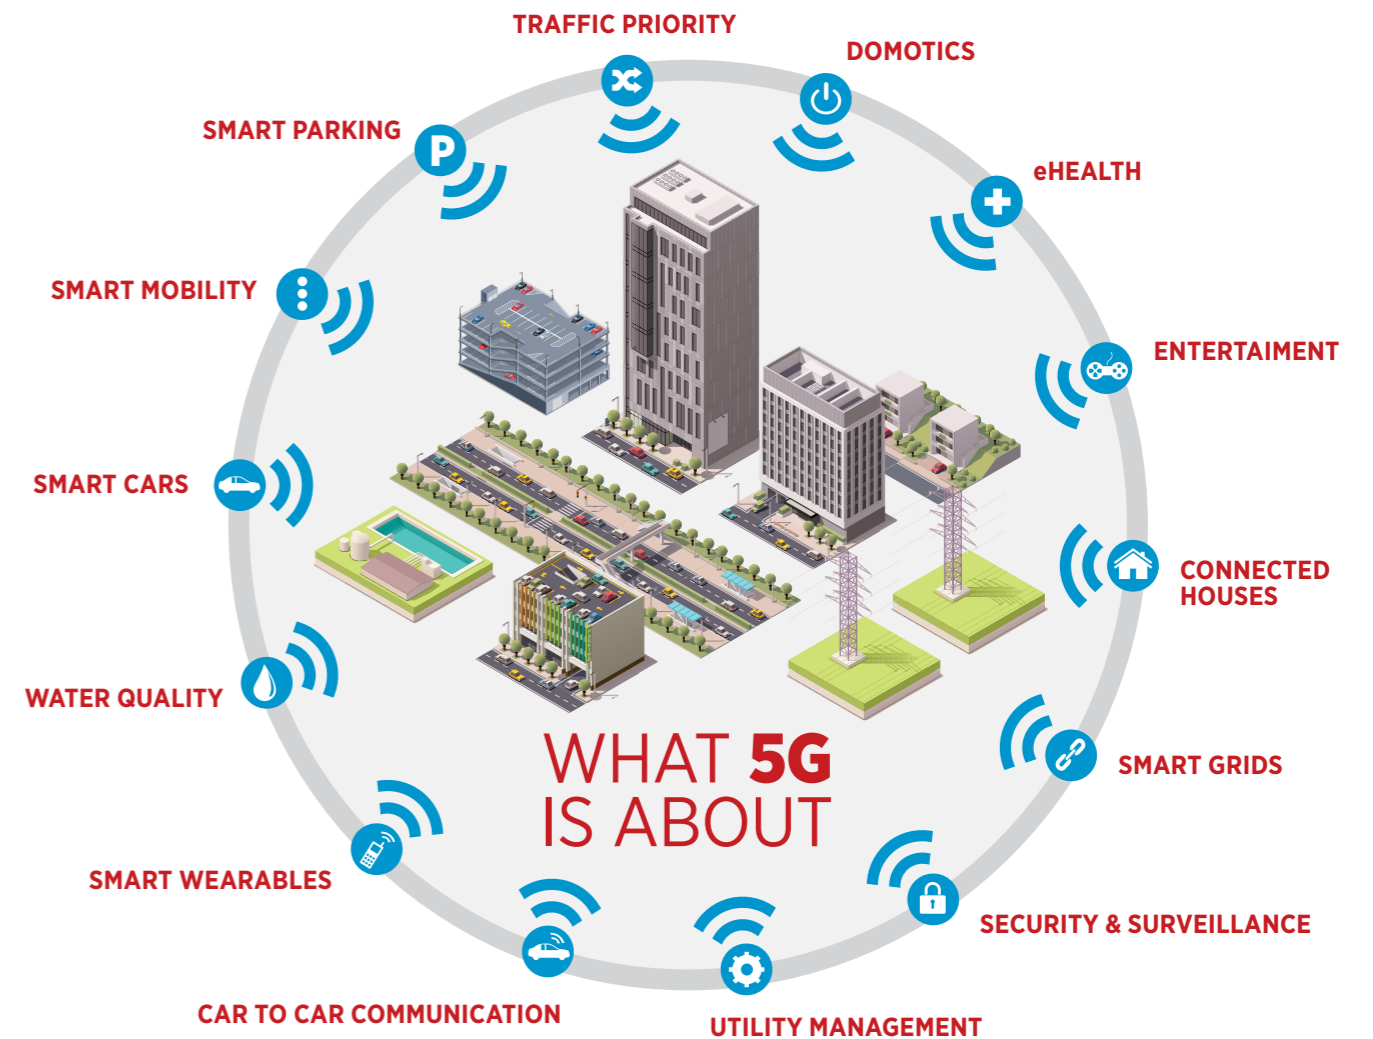 TRAFFIC PRIORITY
DOMOTICS
SMART PARKING
eHEALTH
SMART MOBILITY
ENTERTAIMENT
SMART CARS
CONNECTED
HOUSES
WATER QUALITY
WHAT 5G
IS ABOUT
SMART GRIDS
SMART WEARABLES
SECURITY & SURVEILLANCE
CAR TO CAR COMMUNICATION
UTILITY MANAGEMENT
P